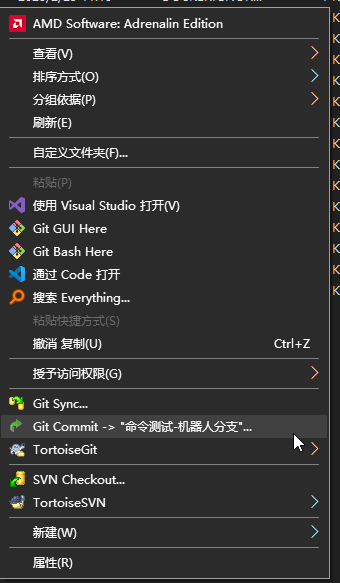 AMD Software: Adrenalin Edition
查看(V)
排序方式(O)
分组依据(P)
刷新(E)
自定义文件夹(F)...
粘贴(P)
使用 Visual Studio 打开(V)
Git GUI Here
Git Bash Here
通过 Code 打开
搜索 Everything...
粘贴快捷方式(S)
撤消 复制(U) Ctrl+Z
授予访问权限(G)
Git Sync...
Git Commit -> "命令测试-机器人分支"...
TortoiseGit
SVN Checkout...
TortoiseSVN
新建(W)
属性(R)